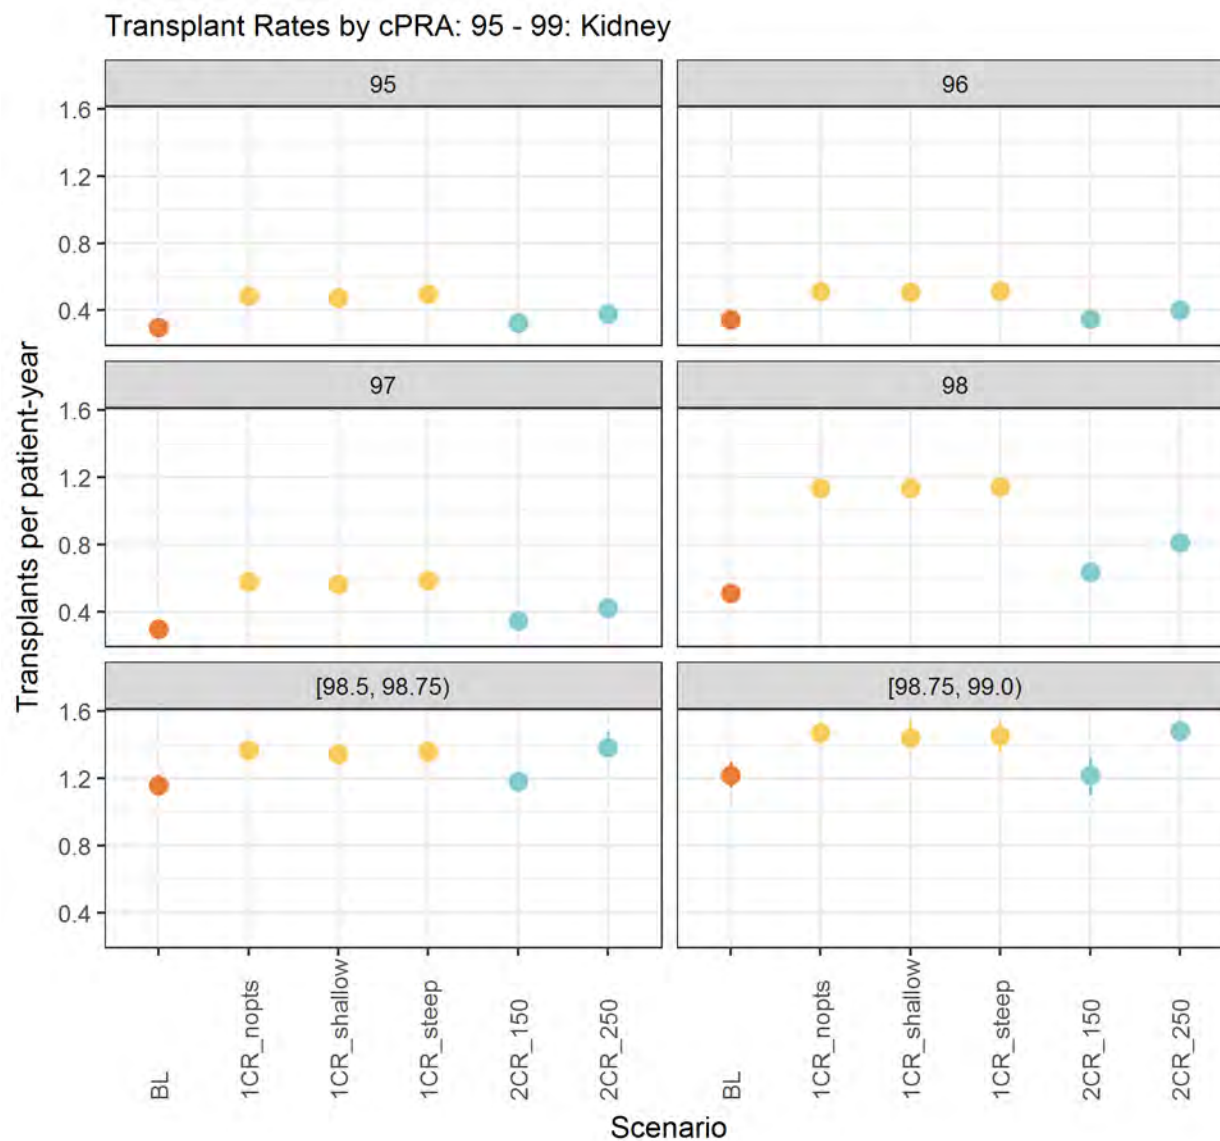 Transplant Rates by cPRA: 95 - 99: Kidney
95
96
1.6
1.2
0.8
0.4
97
98
1.6
1.2
0.8
0.4
[98.5, 98.75)
[98.75, 99.0)
1.6
1.2
0.8
0.4
Transplants per patient-year
BL
1CR_nopts
1CR_shallow
1CR_steep
2CR_150
2CR_250
BL
1CR_nopts
1CR_shallow
1CR_steep
2CR_150
2CR_250
Scenario